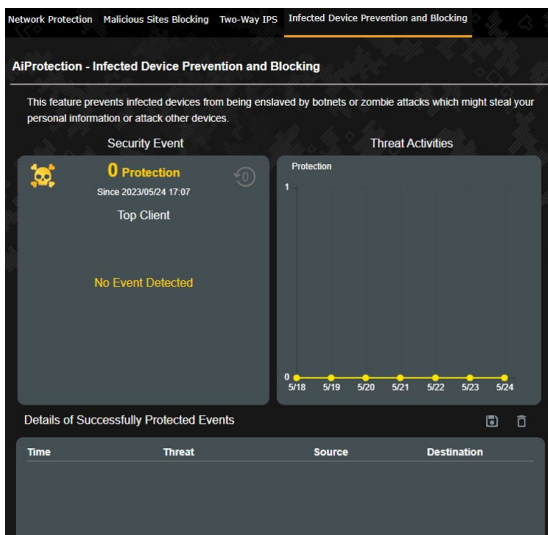 Network Protection Malicious Sites Blocking Two-Way IPS Infected Device Prevention and Blocking
AiProtection - Infected Device Prevention and Blocking
This feature prevents infected devices from being enslaved by botnets or zombie attacks which might steal your
personal information or attack other devices.
Security Event
0 Protection
Since 2023/05/24 17:07
0
Top Client
No Event Detected
Threat Activities
Protection
1
0
5/18 5/19 5/20 5/21 5/22 5/23 5/24
Details of Successfully Protected Events
Time Threat Source Destination